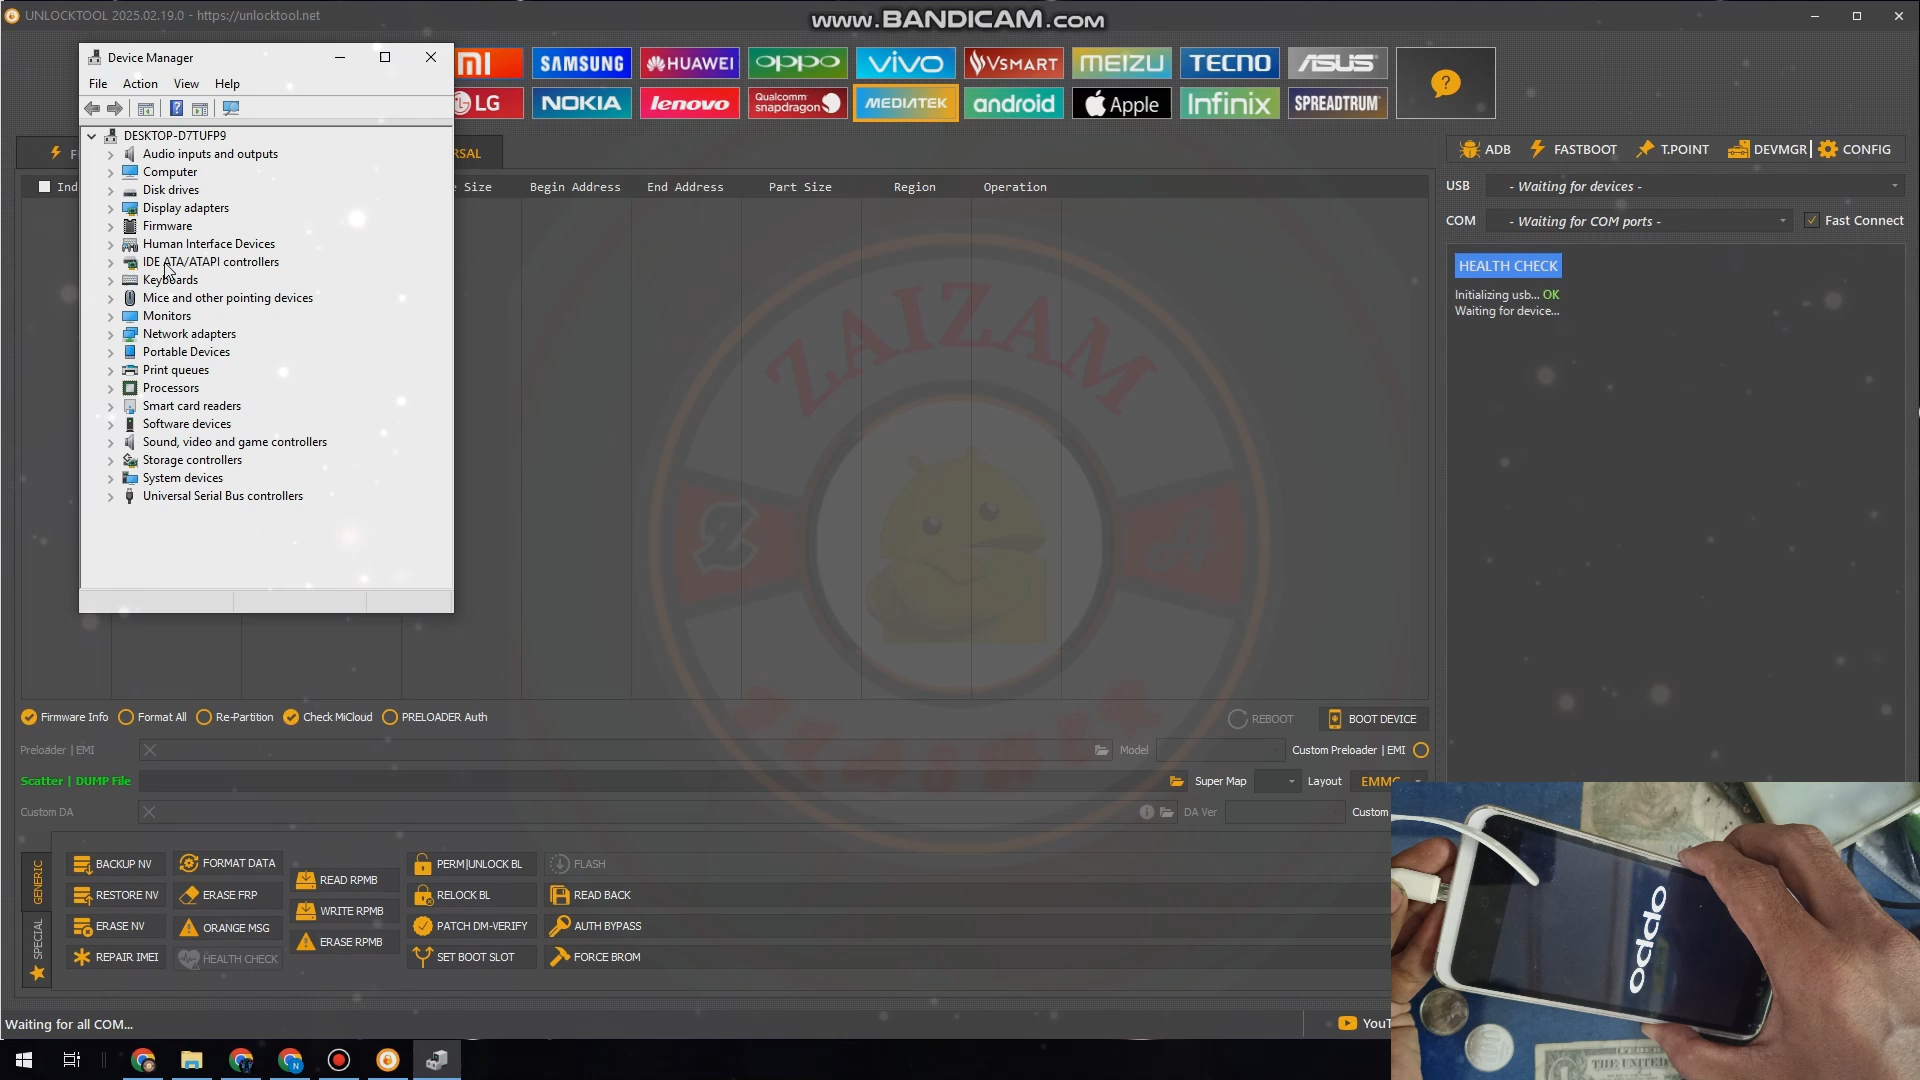 UNLOCKTOOL 2025.02.19.0 - https://unlocktool.net
www.BANDICAM.com
Device Manager
File Action View Help
DESKTOP-D7TUFP9
Audio inputs and outputs
Computer
Disk drives
Display adapters
Firmware
Human Interface Devices
IDE ATA/ATAPI controllers
Keyboards
Mice and other pointing devices
Monitors
Network adapters
Portable Devices
Print queues
Processors
Smart card readers
Software devices
Sound, video and game controllers
Storage controllers
System devices
Universal Serial Bus controllers
mi SAMSUNG HUAWEI oppo vivo VSMART MEIZU TECNO ASUS
LG NOKIA lenovo Qualcomm snapdragon MEDIATEK android Apple Infinix SPREADTRUM
?
ADB FASTBOOT T.POINT DEVMGR CONFIG
Size Begin Address End Address Part Size Region Operation
USB - Waiting for devices -
COM - Waiting for COM ports - Fast Connect
HEALTH CHECK
Initializing usb... OK
Waiting for device...
ZAIZAM
Z A
Firmware Info Format All Re-Partition Check MiCloud PRELOADER Auth REBOOT BOOT DEVICE
Preloader | EMI Model Custom Preloader | EMI
Scatter | DUMP File Super Map Layout EMMC
Custom DA DA Ver Custom
GENERIC
SPECIAL
BACKUP NV FORMAT DATA READ RPMB PERM|UNLOCK BL FLASH
RESTORE NV ERASE FRP WRITE RPMB RELOCK BL READ BACK
ERASE NV ORANGE MSG ERASE RPMB PATCH DM-VERIFY AUTH BYPASS
REPAIR IMEI HEALTH CHECK SET BOOT SLOT FORCE BROM
oppo
THE UNITED
Waiting for all COM...